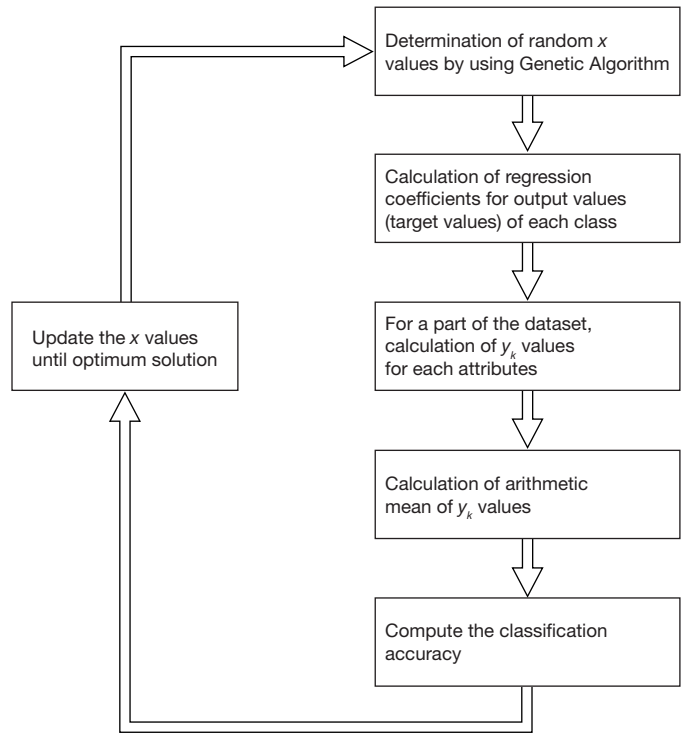 Determination of random x
values by using Genetic Algorithm
Calculation of regression
coefficients for output values
(target values) of each class
For a part of the dataset,
calculation of yk values
for each attributes
Calculation of arithmetic
mean of yk values
Compute the classification
accuracy
Update the x values
until optimum solution